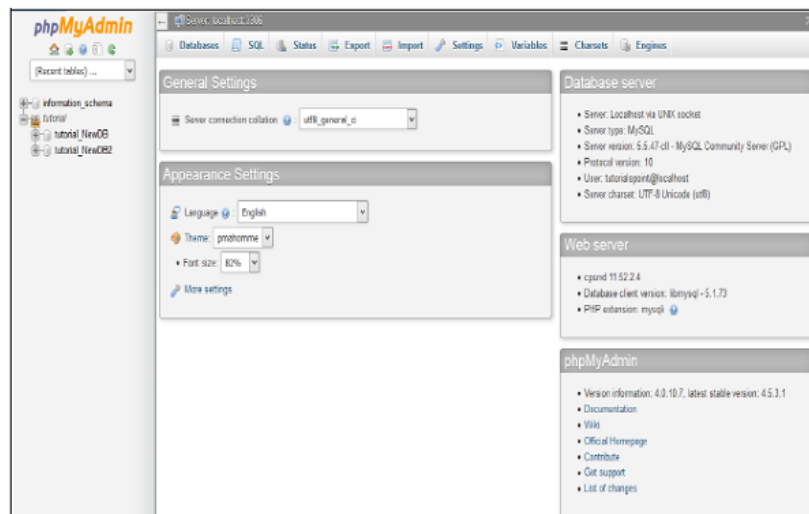 phpMyAdmin
(Recent tables) ...
information_schema
tutorial
tutorial_NewDB
tutorial_NewDB2
Server: localhost:3306
Databases SQL Status Export Import Settings Variables Charsets Engines
General Settings
Server connection collation : utf8_general_ci
Appearance Settings
Language : English
Theme: pmahomme
Font size: 82%
More settings
Database server
Server: Localhost via UNIX socket
Server type: MySQL
Server version: 5.5.47-cll - MySQL Community Server (GPL)
Protocol version: 10
User: tutorialspoint@localhost
Server charset: UTF-8 Unicode (utf8)
Web server
cpsrvd 11.52.2.4
Database client version: libmysql - 5.1.73
PHP extension: mysqli
phpMyAdmin
Version information: 4.0.10.7, latest stable version: 4.5.3.1
Documentation
Wiki
Official Homepage
Contribute
Get support
List of changes